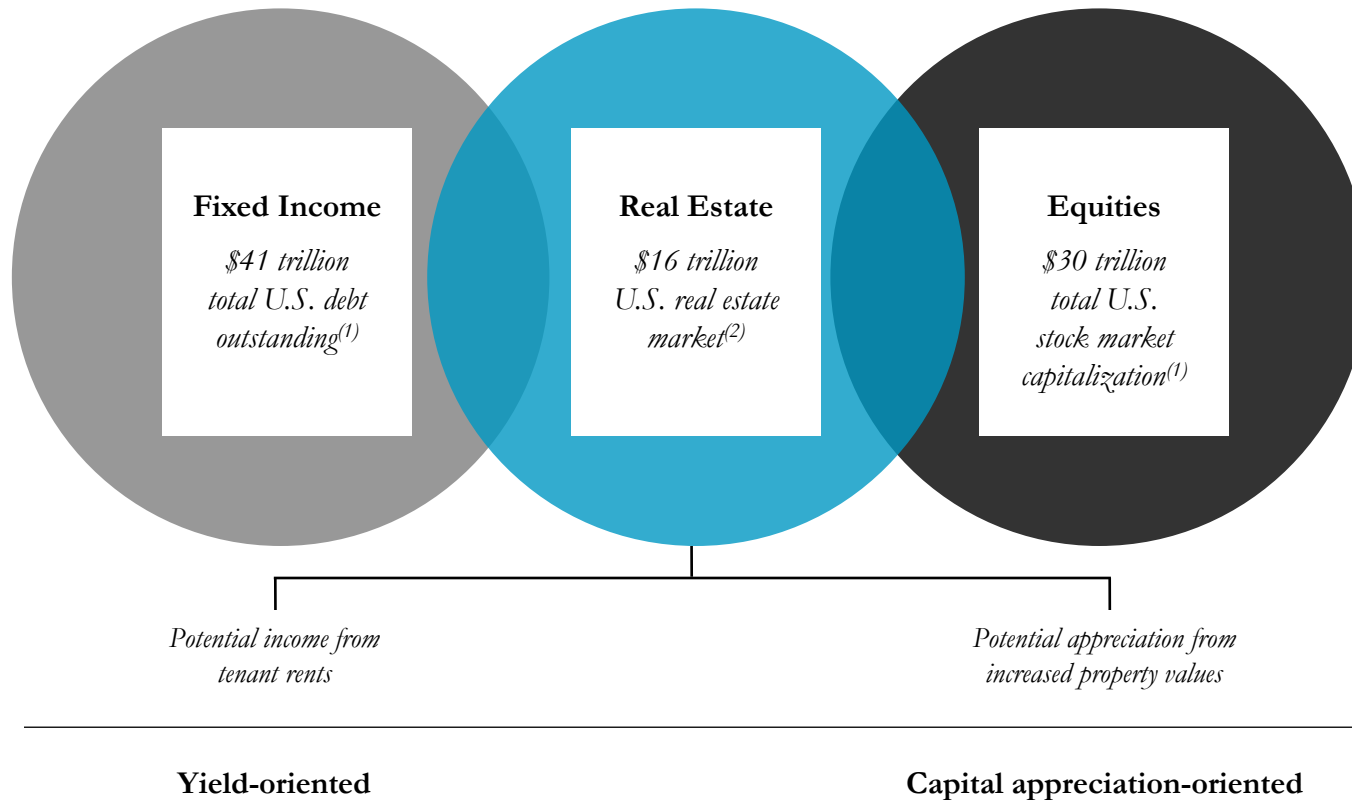 Fixed Income
$41 trillion
total U.S. debt
outstanding(1)
Real Estate
$16 trillion
U.S. real estate
market(2)
Equities
$30 trillion
total U.S.
stock market
capitalization(1)
Potential income from
tenant rents
Potential appreciation from
increased property values
Yield-oriented
Capital appreciation-oriented